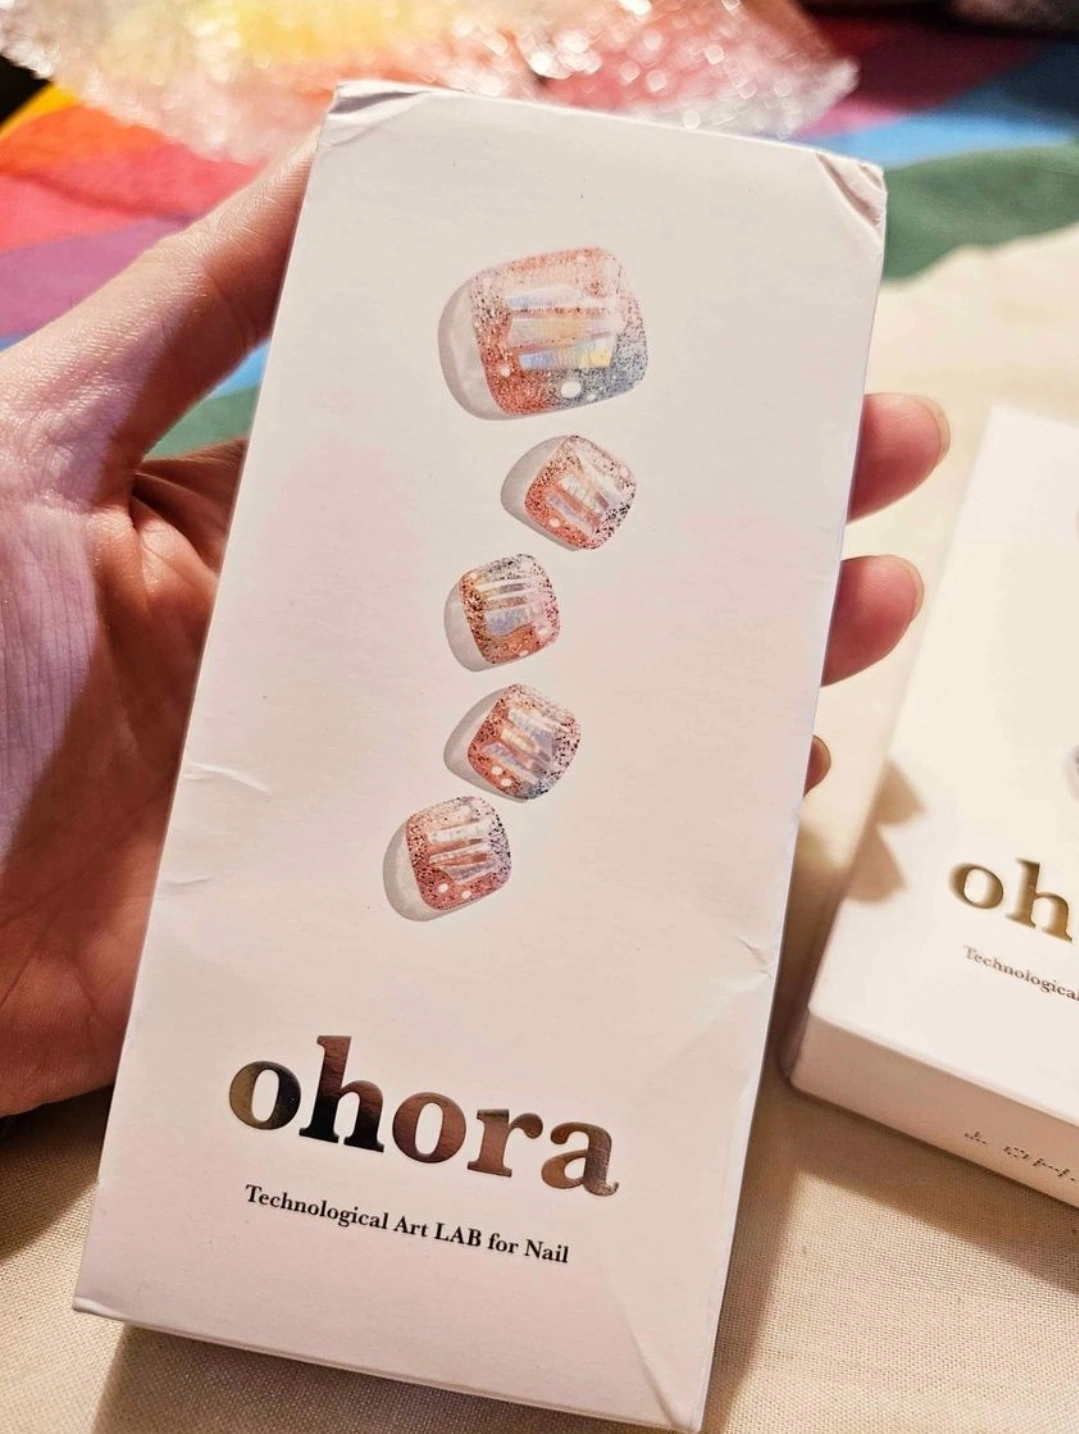 ohora
Technological Art LAB for Nail
oh
Technological